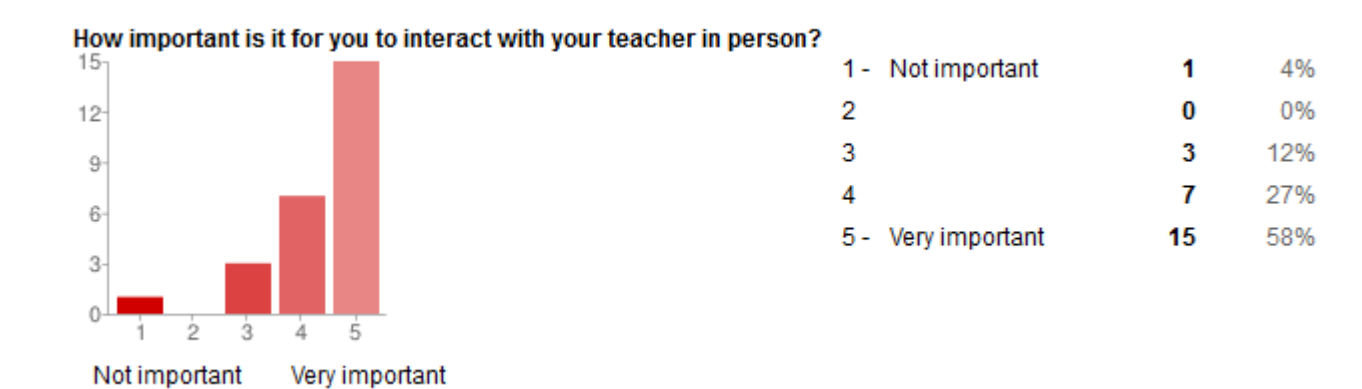 How important is it for you to interact with your teacher in person?
15
12
9
6
3
0
1 2 3 4 5
Not important Very important
1 - Not important 1 4%
2 0 0%
3 3 12%
4 7 27%
5 - Very important 15 58%